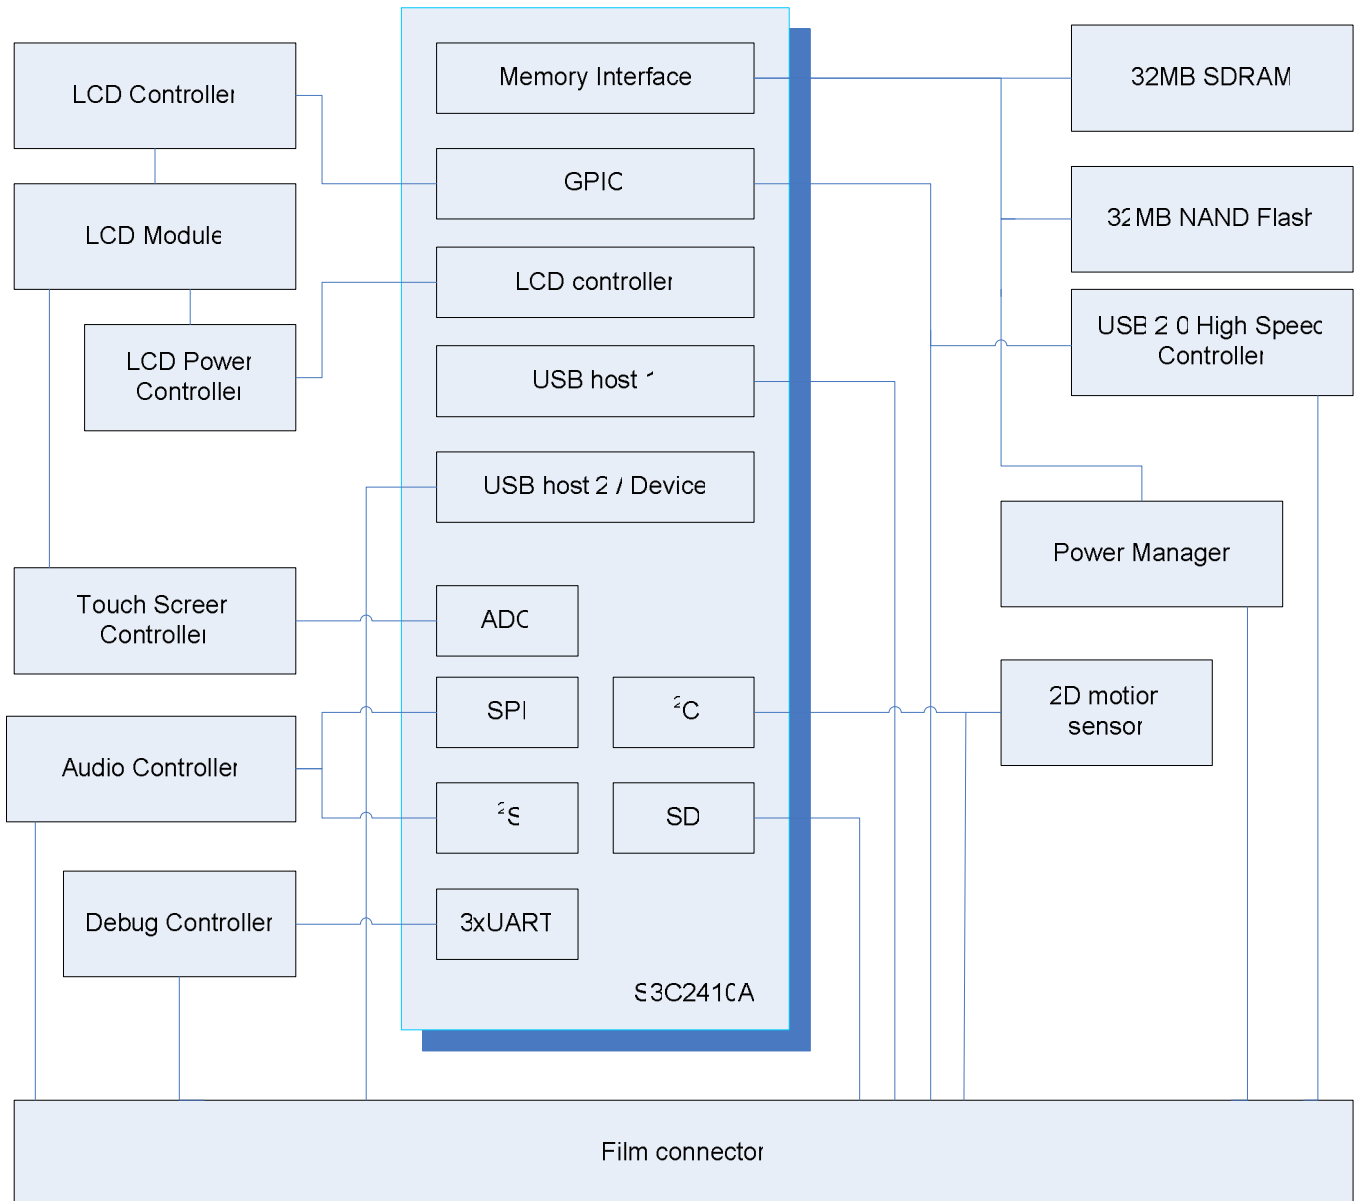 LCD Controller
LCD Module
LCD Power
Controller
Touch Screen
Controller
Audio Controller
Debug Controller
Memory Interface
GPIO
LCD controller
USB host 1
USB host 2 / Device
ADC
SPI
²C
²S
SD
3xUART
S3C2410A
32MB SDRAM
32MB NAND Flash
USB 2 0 High Speed
Controller
Power Manager
2D motion
sensor
Film connector